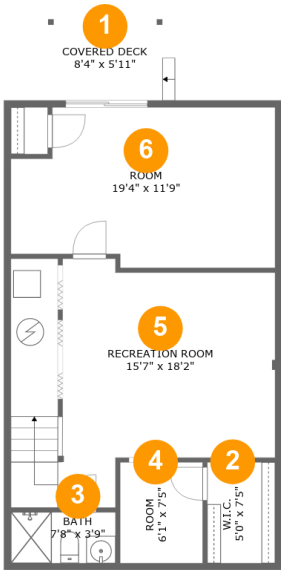 1
COVERED DECK
8'4" x 5'11"
6
ROOM
19'4" x 11'9"
5
RECREATION ROOM
15'7" x 18'2"
3
BATH
7'8" x 3'9"
4
ROOM
6'1" x 7'5"
2
W.I.C.
5'0" x 7'5"